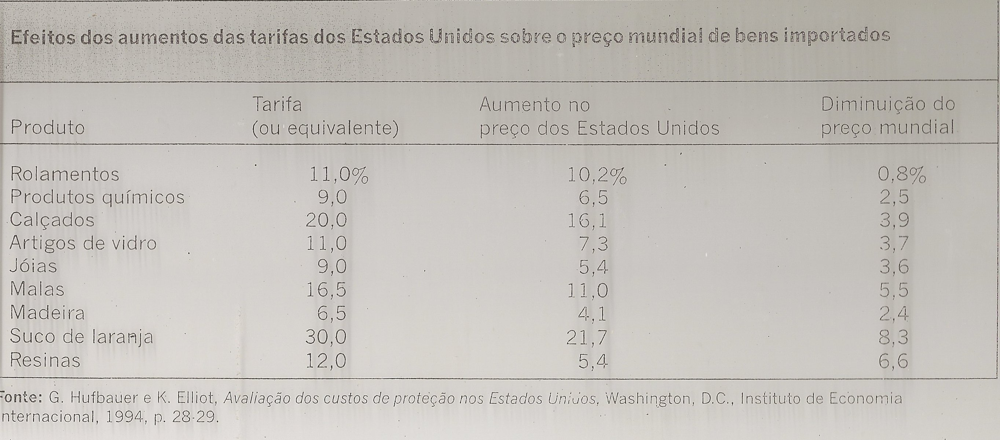 Efeitos dos aumentos das tarifas dos Estados Unidos sobre o preço mundial de bens importados
Produto Tarifa (ou equivalente) Aumento no preço dos Estados Unidos Diminuição do preço mundial
Rolamentos 11,0% 10,2% 0,8%
Produtos químicos 9,0 6,5 2,5
Calçados 20,0 16,1 3,9
Artigos de vidro 11,0 7,3 3,7
Jóias 9,0 5,4 3,6
Malas 16,5 11,0 5,5
Madeira 6,5 4,1 2,4
Suco de laranja 30,0 21,7 8,3
Resinas 12,0 5,4 6,6
Fonte: G. Hufbauer e K. Elliot, Avaliação dos custos de proteção nos Estados Unidos, Washington, D.C., Instituto de Economia
nternacional, 1994, p. 28-29.